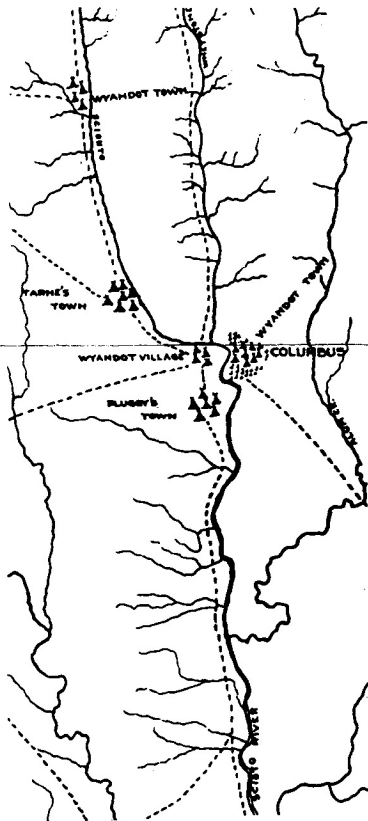 WYANDOT TOWN
SCIOTO
TARHE'S
TOWN
WYANDOT TOWN
WYANDOT VILLAGE
COLUMBUS
PLUGGY'S
TOWN
SCIOTO RIVER